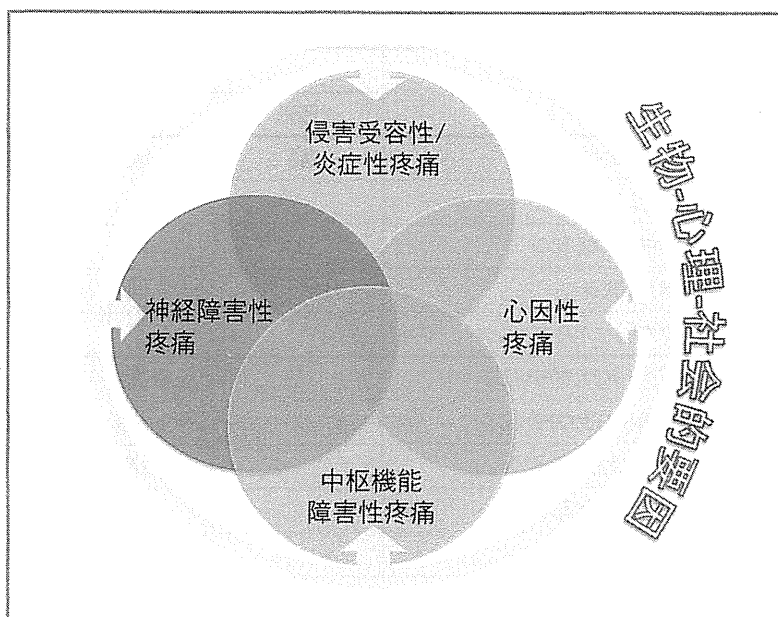 侵害受容性/
炎症性疼痛
神経障害性
疼痛
心因性
疼痛
中枢機能
障害性疼痛
生物-心理-社会的要因